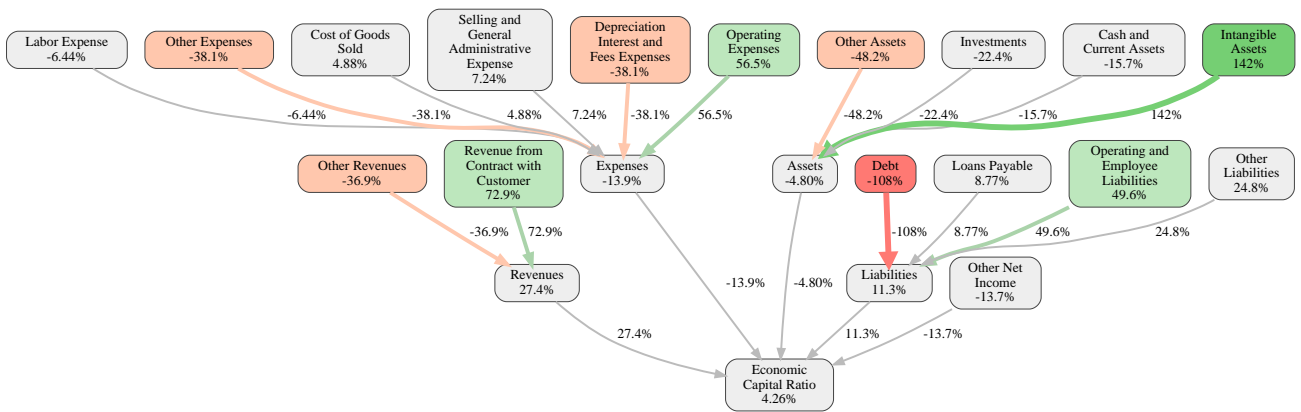 Labor Expense
-6.44%
Other Expenses
-38.1%
Cost of Goods
Sold
4.88%
Selling and
General
Administrative
Expense
7.24%
Depreciation
Interest and
Fees Expenses
-38.1%
Operating
Expenses
56.5%
Other Assets
-48.2%
Investments
-22.4%
Cash and
Current Assets
-15.7%
Intangible
Assets
142%
-6.44%
-38.1%
4.88%
7.24%
-38.1%
56.5%
-48.2%
-22.4%
-15.7%
142%
Other Revenues
-36.9%
Revenue from
Contract with
Customer
72.9%
Expenses
-13.9%
Assets
-4.80%
Debt
-108%
Loans Payable
8.77%
Operating and
Employee
Liabilities
49.6%
Other
Liabilities
24.8%
-36.9%
72.9%
-108%
8.77%
49.6%
24.8%
Revenues
27.4%
-13.9%
-4.80%
Liabilities
11.3%
Other Net
Income
-13.7%
27.4%
11.3%
-13.7%
Economic
Capital Ratio
4.26%